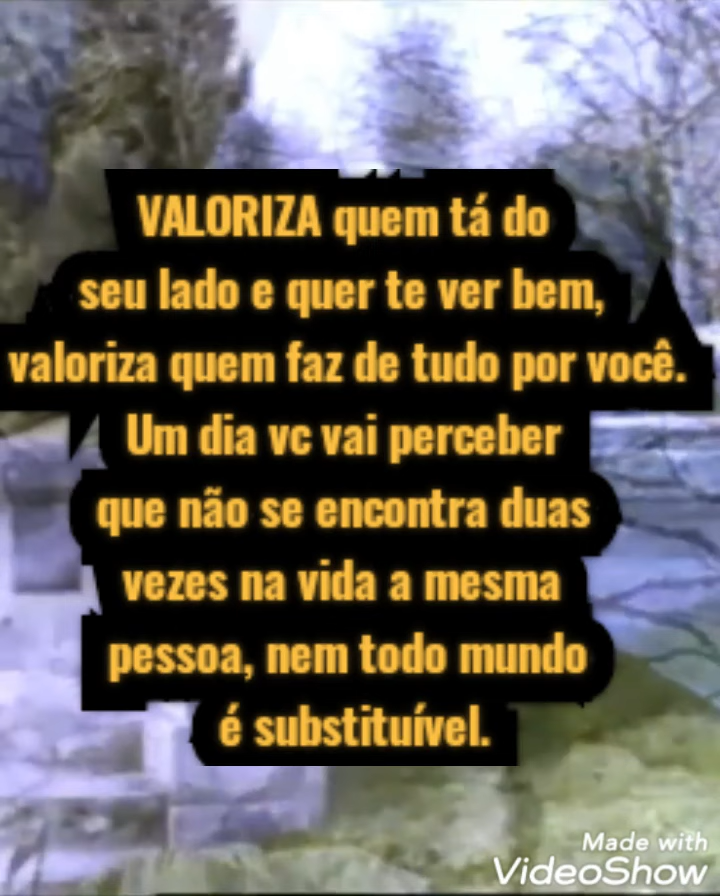 VALORIZA quem tá do
seu lado e quer te ver bem,
valoriza quem faz de tudo por você.
Um dia vc vai perceber
que não se encontra duas
vezes na vida a mesma
pessoa, nem todo mundo
é substituível.
Made with
VideoShow